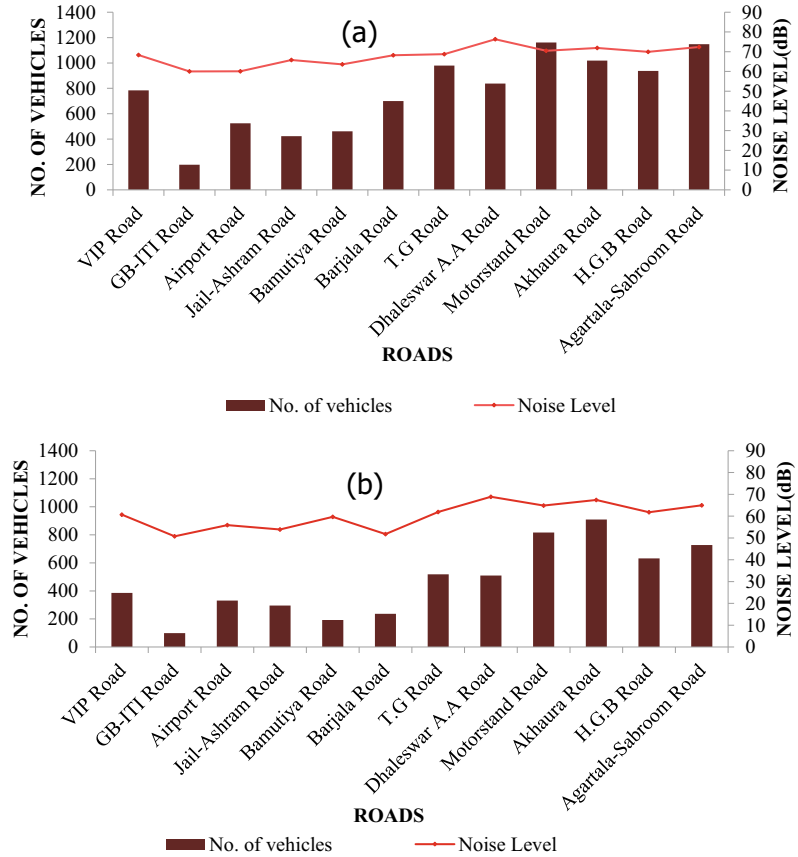 (a)
NO. OF VEHICLES
1400
1200
1000
800
600
400
200
0
90
80
70
60
50
40
30
20
10
0
NOISE LEVEL(dB)
VIP Road
GB-ITI Road
Airport Road
Jail-Ashram Road
Bamutiya Road
Barjala Road
T.G Road
Dhaleswar A.A Road
Motorstand Road
Akhaura Road
H.G.B Road
Agartala-Sabroom Road
ROADS
No. of vehicles
Noise Level
(b)
NO. OF VEHICLES
1400
1200
1000
800
600
400
200
0
90
80
70
60
50
40
30
20
10
0
NOISE LEVEL(dB)
VIP Road
GB-ITI Road
Airport Road
Jail-Ashram Road
Bamutiya Road
Barjala Road
T.G Road
Dhaleswar A.A Road
Motorstand Road
Akhaura Road
H.G.B Road
Agartala-Sabroom Road
ROADS
No. of vehicles
Noise Level